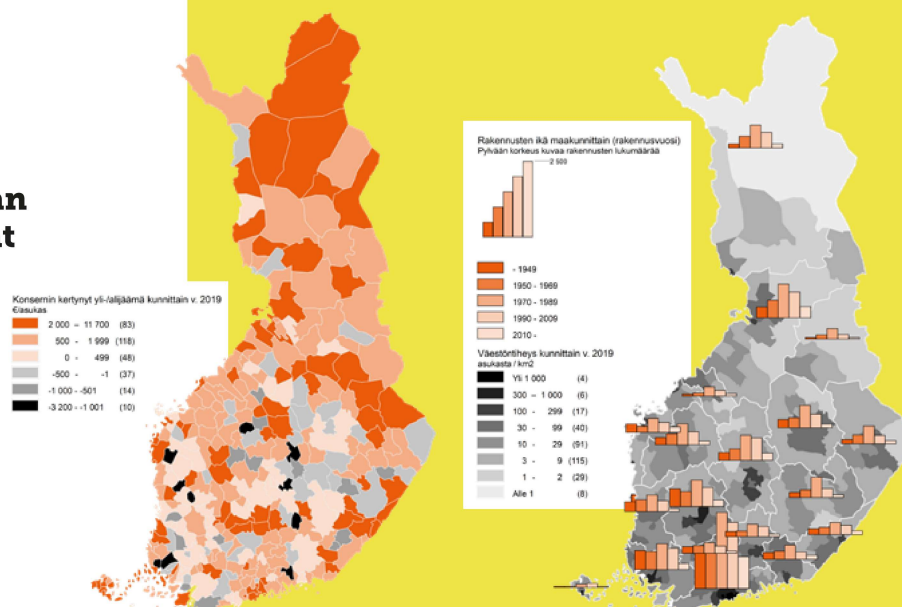 an
it
Konsernin kertynyt yli-/alijäämä kunnittain v. 2019
€/asukas
2 000 – 11 700 (83)
500 - 1 999 (118)
0 - 499 (48)
-500 - -1 (37)
-1 000 - -501 (14)
-3 200 - -1 001 (10)
Rakennusten ikä maakunnittain (rakennusvuosi)
Pylvään korkeus kuvaa rakennusten lukumäärää
2 500
- 1949
1950 - 1969
1970 - 1989
1990 - 2009
2010 -
Väestöntiheys kunnittain v. 2019
asukasta / km2
Yli 1 000 (4)
300 – 1 000 (6)
100 - 299 (17)
30 - 99 (40)
10 - 29 (91)
3 - 9 (115)
1 - 2 (29)
Alle 1 (8)